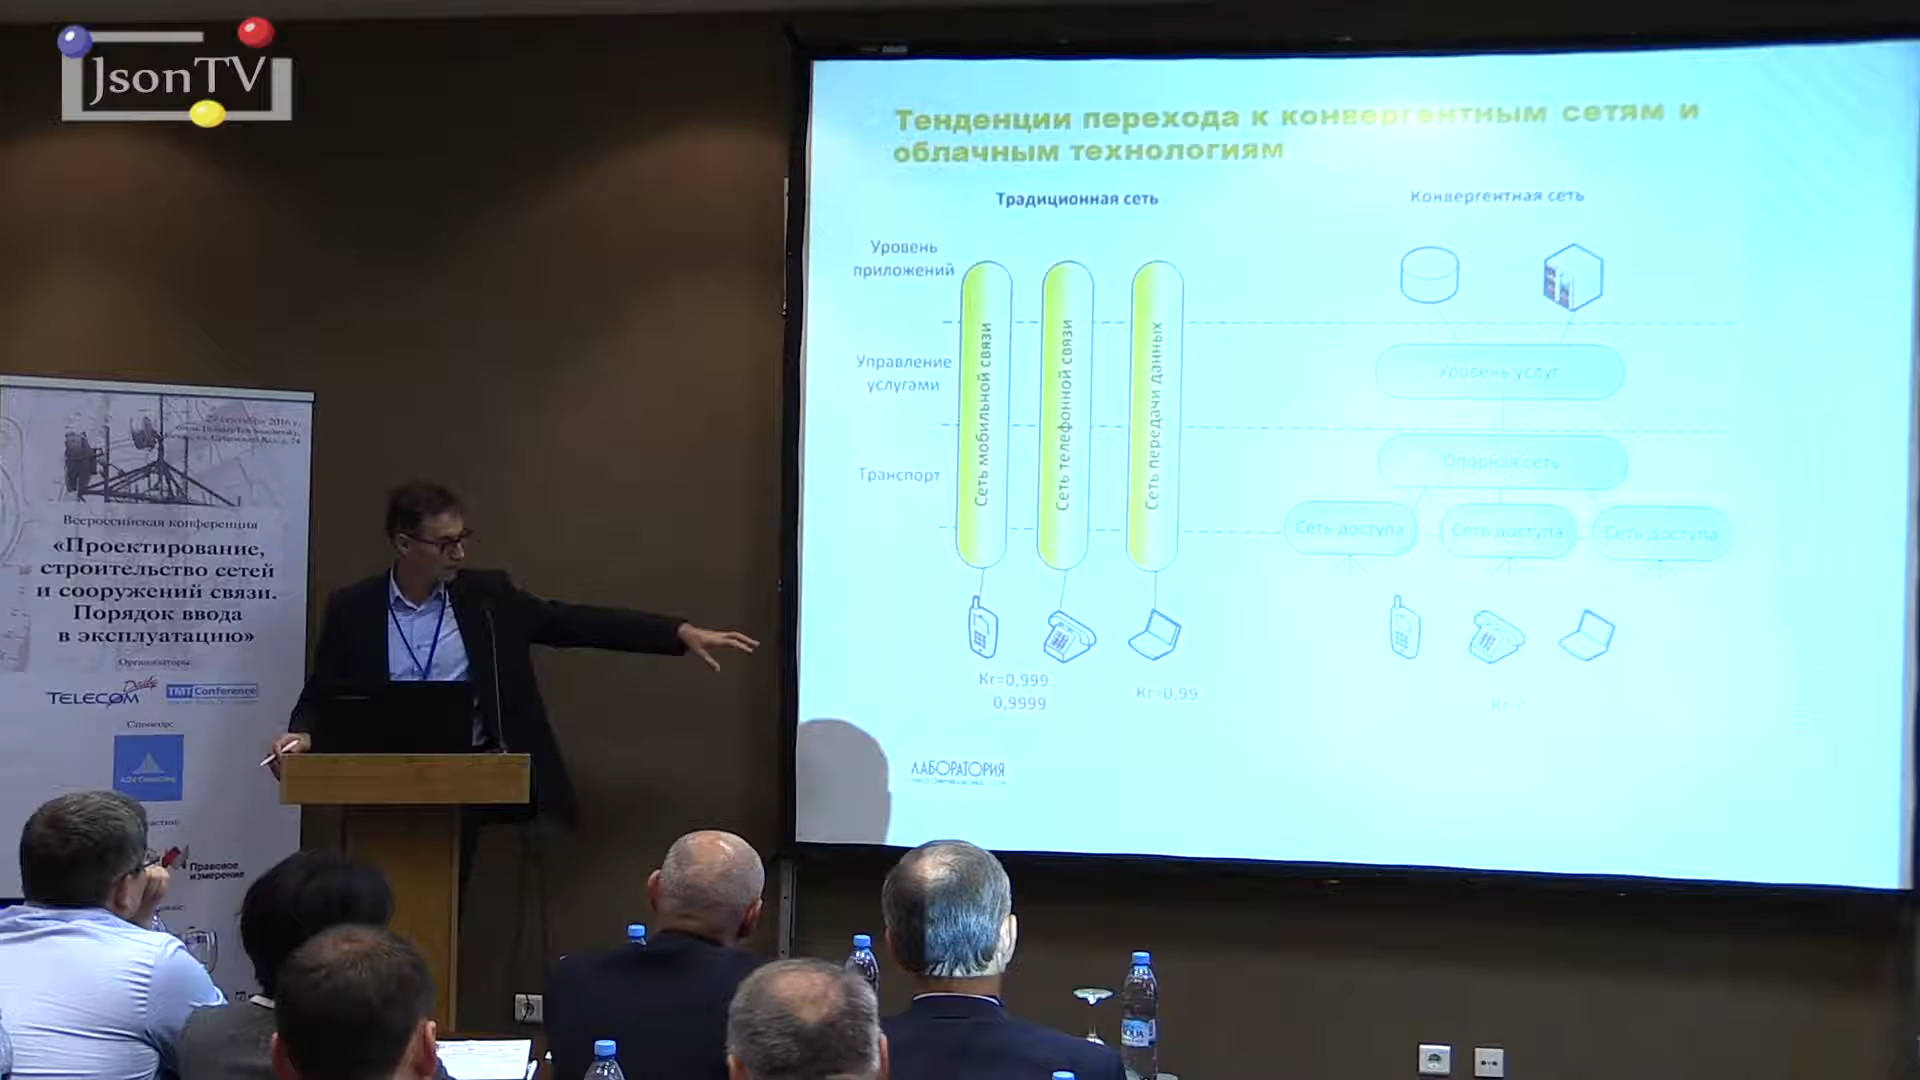 JsonTV
Тенденции перехода к конвергентным сетям и
облачным технологиям
Традиционная сеть
Конвергентная сеть
Уровень
приложений
Управление
услугами
Транспорт
Сеть мобильной связи
Сеть телефонной связи
Сеть передачи данных
Уровень услуг
Опорная сеть
Сеть доступа
Сеть доступа
Сеть доступа
Кг=0,999..
0,9999
Кг=0,99
ЛАБОРАТОРИЯ
29 сентября 2016 г.
Всероссийская конференция
«Проектирование,
строительство сетей
и сооружений связи.
Порядок ввода
в эксплуатацию»
Организаторы:
TELECOM Daily
TMT Conference
Спонсор:
Правовое
измерение